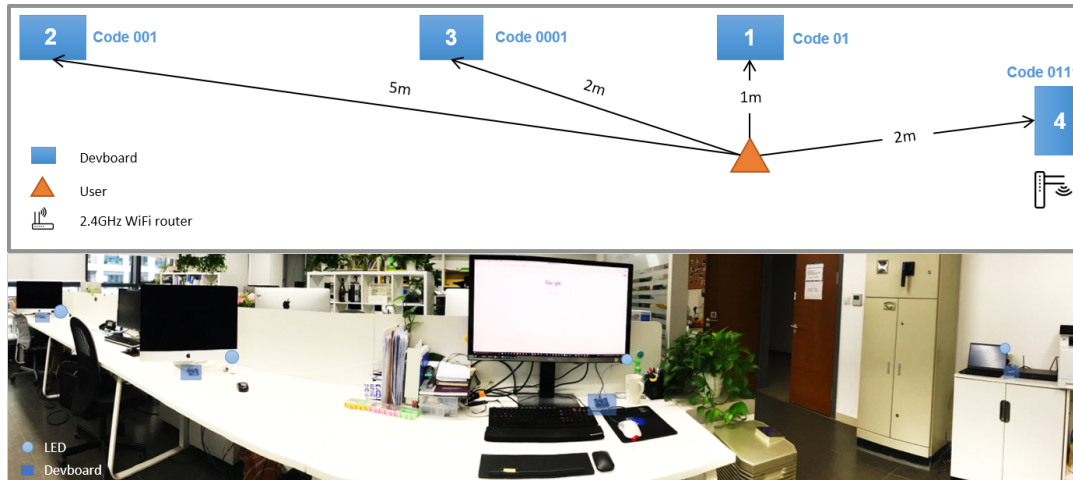 2
Code 001
3
Code 0001
1
Code 01
Code 011
4
5m
2m
1m
2m
Devboard
User
2.4GHz WiFi router
Google
LED
Devboard